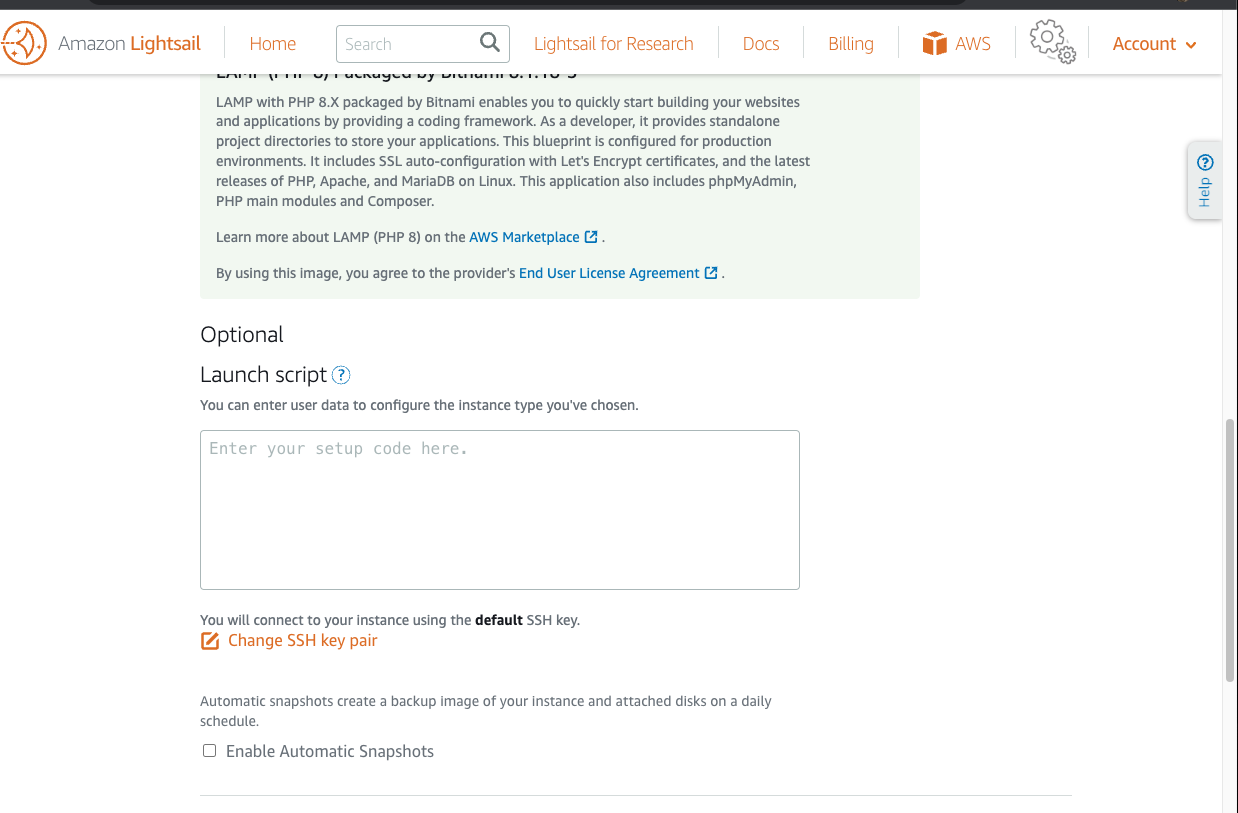 Amazon Lightsail
Home
Search
Lightsail for Research
Docs
Billing
AWS
Account
LAMP (PHP 8) Packaged by Bitnami
LAMP with PHP 8.X packaged by Bitnami enables you to quickly start building your websites
and applications by providing a coding framework. As a developer, it provides standalone
project directories to store your applications. This blueprint is configured for production
environments. It includes SSL auto-configuration with Let's Encrypt certificates, and the latest
releases of PHP, Apache, and MariaDB on Linux. This application also includes phpMyAdmin,
PHP main modules and Composer.
Learn more about LAMP (PHP 8) on the AWS Marketplace .
By using this image, you agree to the provider's End User License Agreement .
Help
Optional
Launch script
You can enter user data to configure the instance type you've chosen.
Enter your setup code here.
You will connect to your instance using the default SSH key.
Change SSH key pair
Automatic snapshots create a backup image of your instance and attached disks on a daily
schedule.
Enable Automatic Snapshots